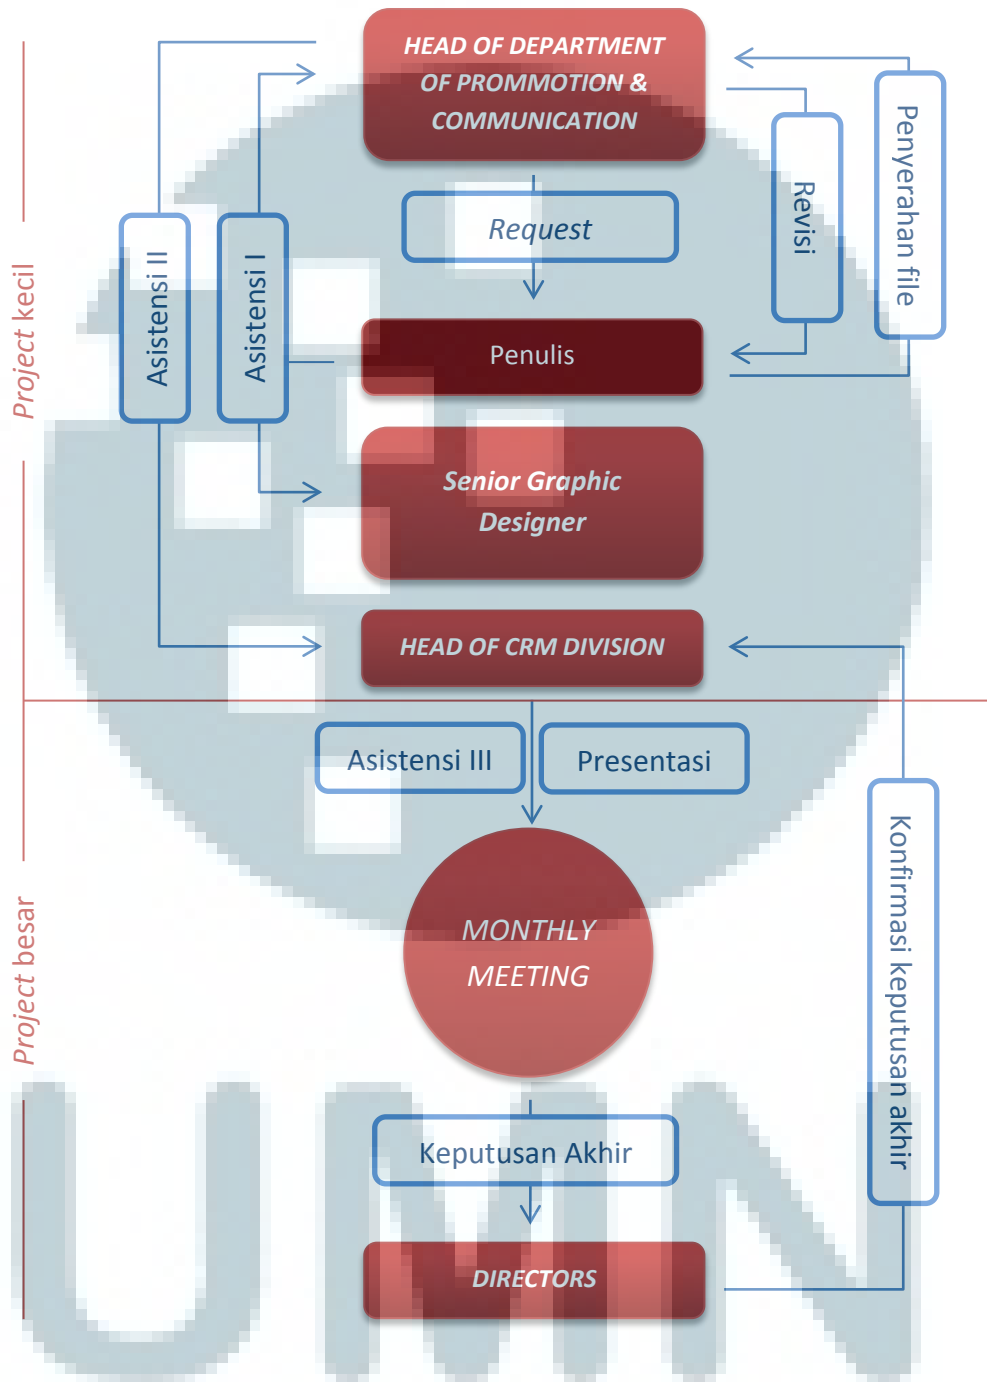 HEAD OF DEPARTMENT
OF PROMMOTION &
COMMUNICATION
Request
Revisi
Penyerahan file
Asistensi II
Asistensi I
Project kecil
Penulis
Senior Graphic
Designer
HEAD OF CRM DIVISION
Asistensi III
Presentasi
MONTHLY
MEETING
Project besar
Konfirmasi keputusan akhir
Keputusan Akhir
DIRECTORS
UMN